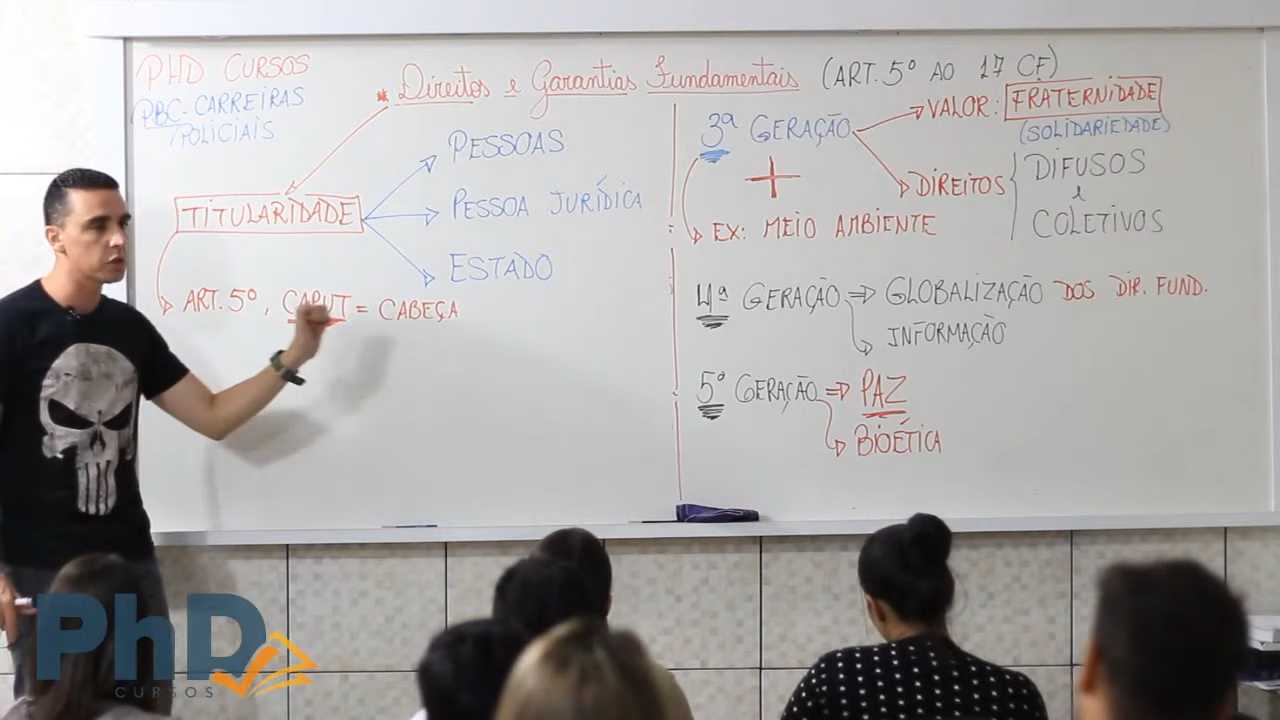 PHD CURSOS
PBC-CARREIRAS
POLICIAIS
* Direitos e Garantias Fundamentais (ART. 5º AO 17 CF)
TITULARIDADE
PESSOAS
PESSOA JURÍDICA
ESTADO
ART. 5º, CAPUT = CABEÇA
3ª GERAÇÃO
VALOR: FRATERNIDADE
(SOLIDARIEDADE)
+
DIREITOS { DIFUSOS
e
COLETIVOS
EX: MEIO AMBIENTE
4ª GERAÇÃO ⇒ GLOBALIZAÇÃO DOS DIR. FUND.
INFORMAÇÃO
5º GERAÇÃO ⇒ PAZ
BIOÉTICA
PhD
CURSOS